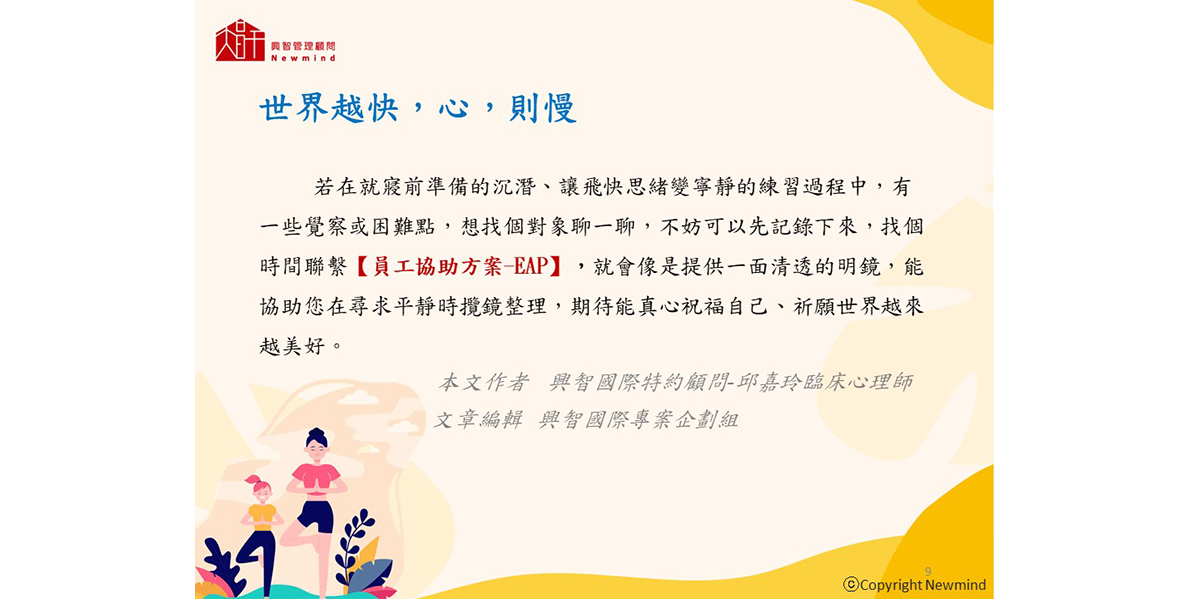 興智管理顧問
Newmind
世界越快，心，則慢
若在就寢前準備的沉潛、讓飛快思緒變寧靜的練習過程中，有
一些覺察或困難點，想找個對象聊一聊，不妨可以先記錄下來，找個
時間聯繫【員工協助方案-EAP】，就會像是提供一面清透的明鏡，能
協助您在尋求平靜時攬鏡整理，期待能真心祝福自己、祈願世界越來
越美好。
本文作者 興智國際特約顧問-邱嘉玲臨床心理師
文章編輯 興智國際專案企劃組
9
©Copyright Newmind